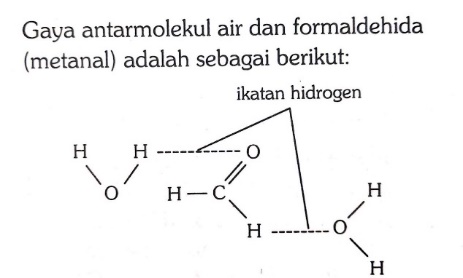 Gaya antarmolekul air dan formaldehida
(metanal) adalah sebagai berikut:
ikatan hidrogen
H H O
O H C H
H O
H